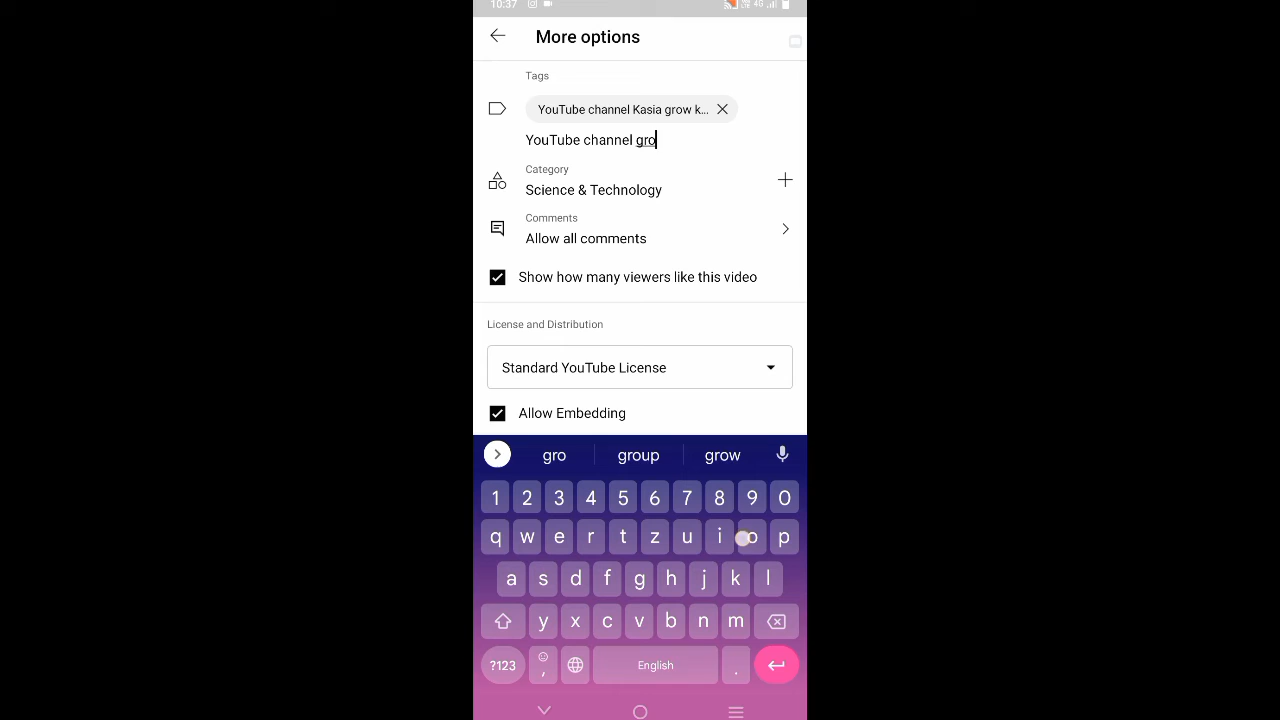 10:37
4G
More options
Tags
YouTube channel Kasia grow k...
YouTube channel gro
Category
Science & Technology
Comments
Allow all comments
Show how many viewers like this video
License and Distribution
Standard YouTube License
Allow Embedding
gro group grow
1 2 3 4 5 6 7 8 9 0
q w e r t z u i o p
a s d f g h j k l
y x c v b n m
?123 , English .